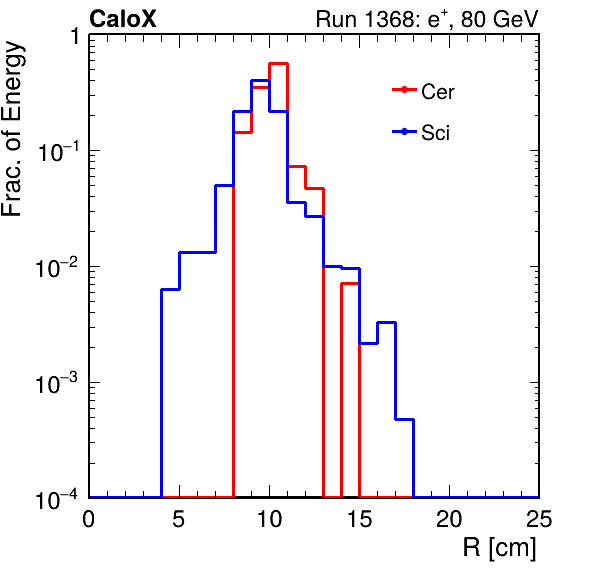 CaloX Run 1368: e⁺, 80 GeV
Frac. of Energy
1
10⁻¹
10⁻²
10⁻³
10⁻⁴
Cer
Sci
0 5 10 15 20 25
R [cm]